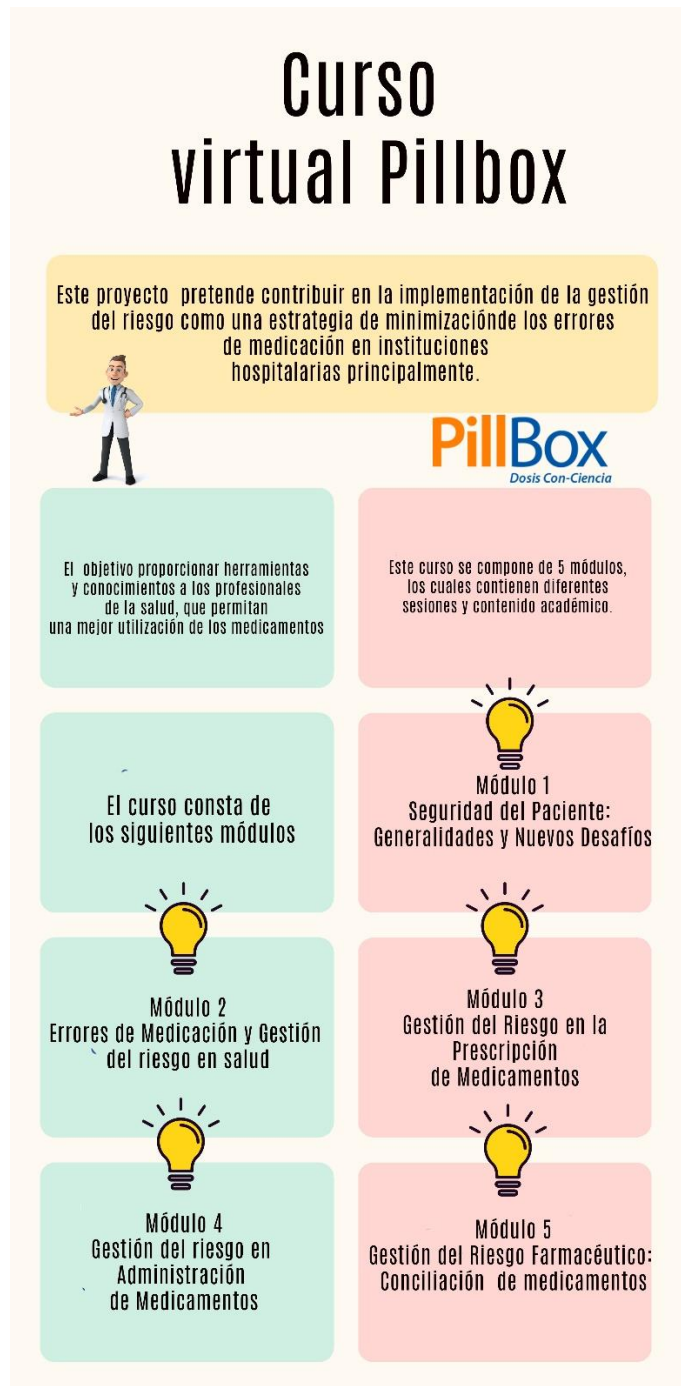 Curso
virtual Pillbox
Este proyecto pretende contribuir en la implementación de la gestión
del riesgo como una estrategia de minimizaciónde los errores
de medicación en instituciones
hospitalarias principalmente.
PillBox
Dosis Con-Ciencia
El objetivo proporcionar herramientas
y conocimientos a los profesionales
de la salud, que permitan
una mejor utilización de los medicamentos
Este curso se compone de 5 módulos,
los cuales contienen diferentes
sesiones y contenido académico.
El curso consta de
los siguientes módulos
Módulo 1
Seguridad del Paciente:
Generalidades y Nuevos Desafíos
Módulo 2
Errores de Medicación y Gestión
del riesgo en salud
Módulo 3
Gestión del Riesgo en la
Prescripción
de Medicamentos
Módulo 4
Gestión del riesgo en
Administración
de Medicamentos
Módulo 5
Gestión del Riesgo Farmacéutico:
Conciliación de medicamentos